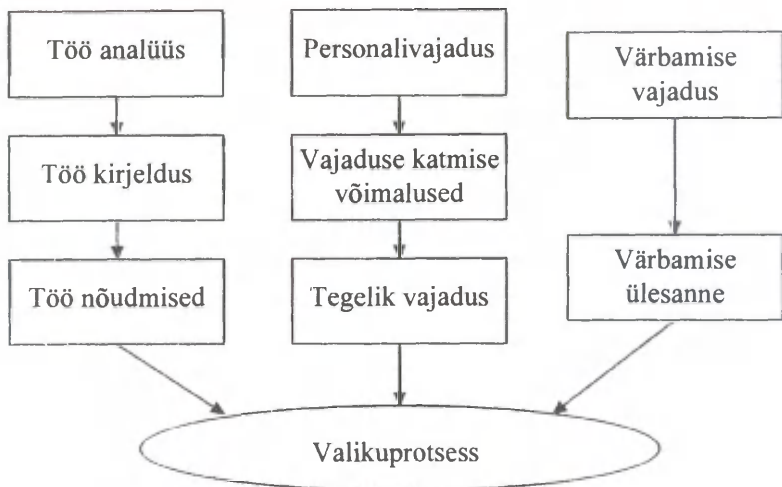 Töö analüüs
Töö kirjeldus
Töö nõudmised
Personalivajadus
Vajaduse katmise
võimalused
Tegelik vajadus
Värbamise
vajadus
Värbamise
ülesanne
Valikuprotsess